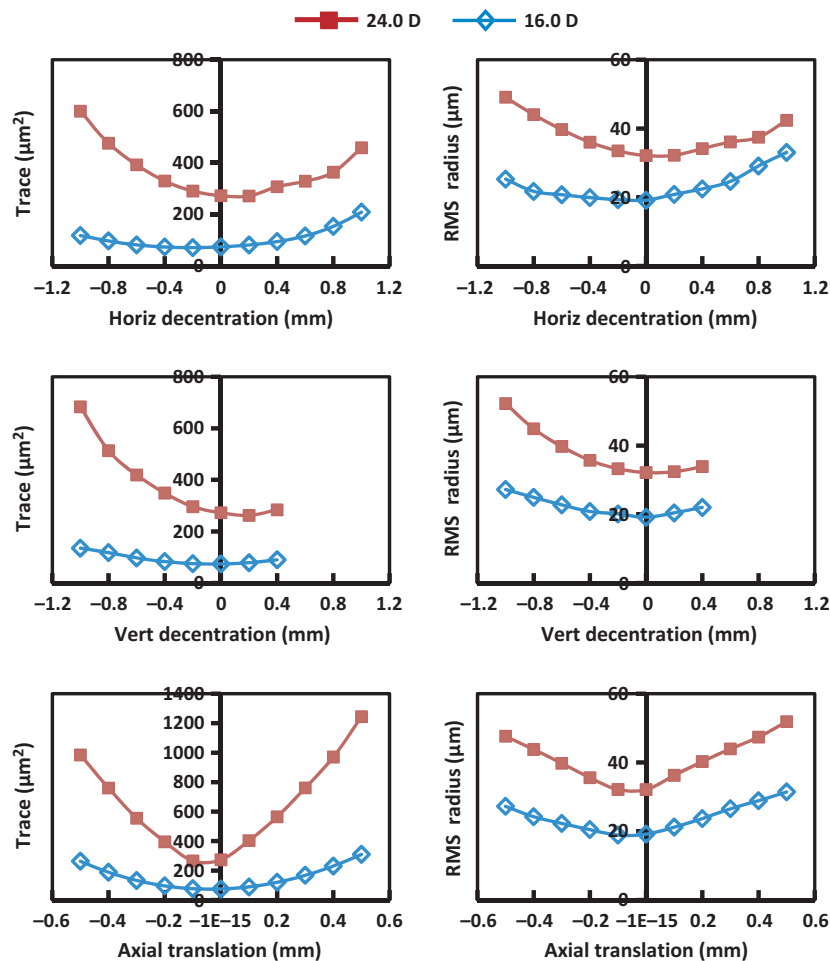 24.0 D 16.0 D
800 60
600
400 40
200 20
0 0
Trace (μm²) RMS radius (μm)
−1.2 −0.8 −0.4 0 0.4 0.8 1.2 −1.2 −0.8 −0.4 0 0.4 0.8 1.2
Horiz decentration (mm) Horiz decentration (mm)
800 60
600
400 40
200 20
0 0
Trace (μm²) RMS radius (μm)
−1.2 −0.8 −0.4 0 0.4 0.8 1.2 −1.2 −0.8 −0.4 0 0.4 0.8 1.2
Vert decentration (mm) Vert decentration (mm)
1400 60
1200
1000
800 40
600
400 20
200
0 0
Trace (μm²) RMS radius (μm)
−0.6 −0.4 −0.2 −1E−15 0.2 0.4 0.6 −0.6 −0.4 −0.2 −1E−15 0.2 0.4 0.6
Axial translation (mm) Axial translation (mm)